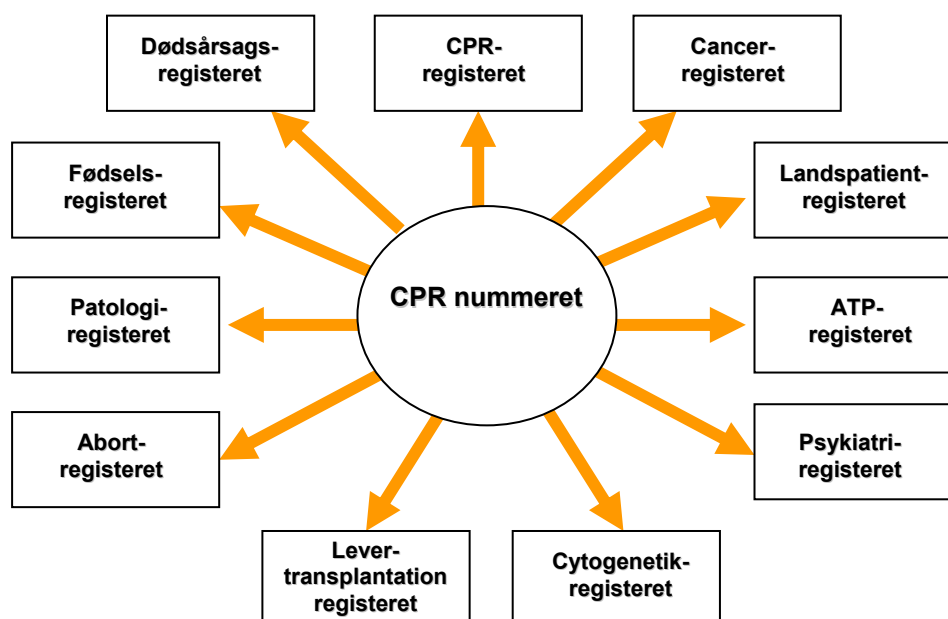 Dødsårsags-
registeret
CPR-
registeret
Cancer-
registeret
Fødsels-
registeret
Landspatient-
registeret
CPR nummeret
Patologi-
registeret
ATP-
registeret
Abort-
registeret
Psykiatri-
registeret
Lever-
transplantation
registeret
Cytogenetik-
registeret